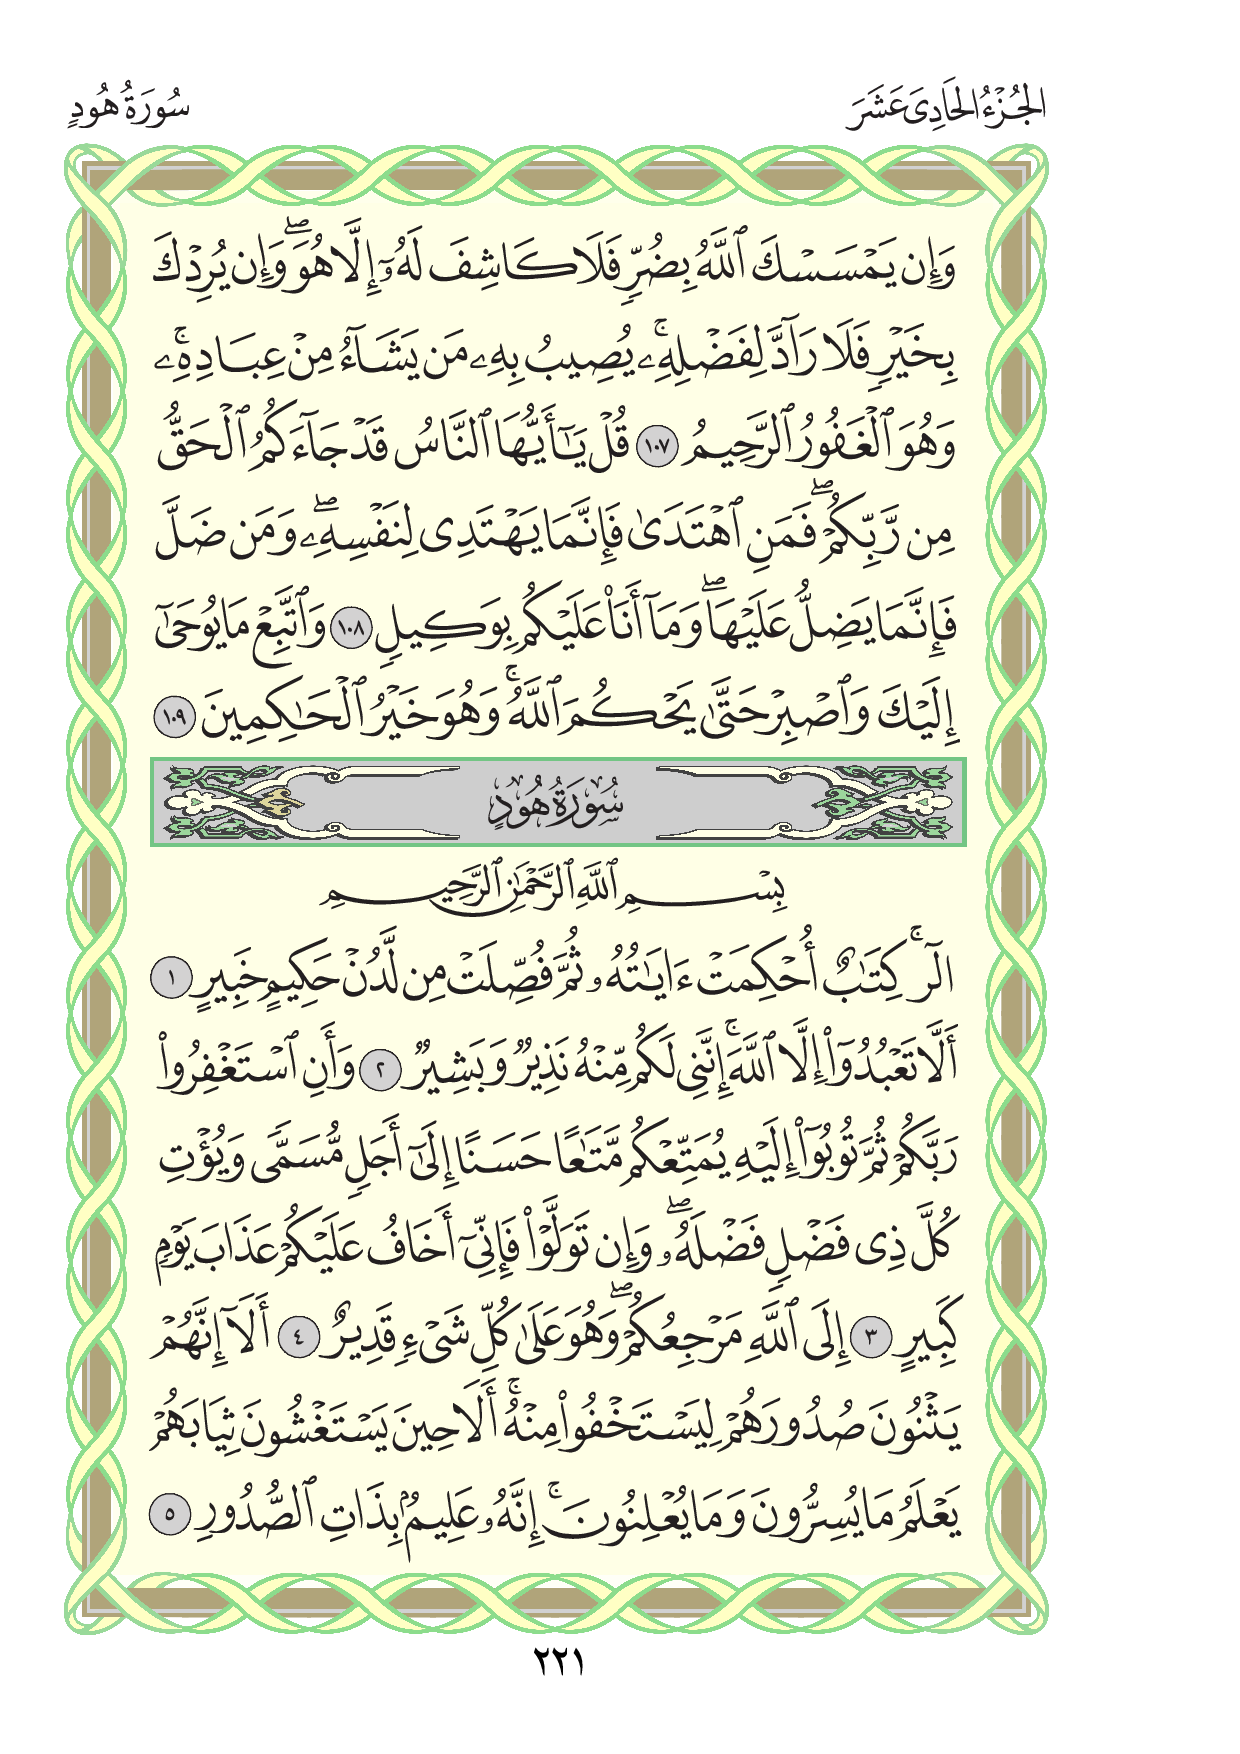 الجُزْءُ الحَادِيَ عَشَرَ
سُورَةُ هُودٍ
وَإِن يَمْسَسْكَ ٱللَّهُ بِضُرٍّ فَلَا كَاشِفَ لَهُۥٓ إِلَّا هُوَۖ وَإِن يُرِدْكَ
بِخَيْرٍ فَلَا رَآدَّ لِفَضْلِهِۦۚ يُصِيبُ بِهِۦ مَن يَشَآءُ مِنْ عِبَادِهِۦۚ
وَهُوَ ٱلْغَفُورُ ٱلرَّحِيمُ ١٠٧ قُلْ يَٰٓأَيُّهَا ٱلنَّاسُ قَدْ جَآءَكُمُ ٱلْحَقُّ
مِن رَّبِّكُمْۖ فَمَنِ ٱهْتَدَىٰ فَإِنَّمَا يَهْتَدِى لِنَفْسِهِۦۖ وَمَن ضَلَّ
فَإِنَّمَا يَضِلُّ عَلَيْهَاۖ وَمَآ أَنَا۠ عَلَيْكُم بِوَكِيلٍ ١٠٨ وَٱتَّبِعْ مَا يُوحَىٰٓ
إِلَيْكَ وَٱصْبِرْ حَتَّىٰ يَحْكُمَ ٱللَّهُۚ وَهُوَ خَيْرُ ٱلْحَٰكِمِينَ ١٠٩
سُورَةُ هُودٍ
بِسْمِ ٱللَّهِ ٱلرَّحْمَٰنِ ٱلرَّحِيمِ
الٓرۚ كِتَٰبٌ أُحْكِمَتْ ءَايَٰتُهُۥ ثُمَّ فُصِّلَتْ مِن لَّدُنْ حَكِيمٍ خَبِيرٍ ١
أَلَّا تَعْبُدُوٓا۟ إِلَّا ٱللَّهَۚ إِنَّنِى لَكُم مِّنْهُ نَذِيرٌ وَبَشِيرٌ ٢ وَأَنِ ٱسْتَغْفِرُوا۟
رَبَّكُمْ ثُمَّ تُوبُوٓا۟ إِلَيْهِ يُمَتِّعْكُم مَّتَٰعًا حَسَنًا إِلَىٰٓ أَجَلٍ مُّسَمًّى وَيُؤْتِ
كُلَّ ذِى فَضْلٍ فَضْلَهُۥۖ وَإِن تَوَلَّوْا۟ فَإِنِّىٓ أَخَافُ عَلَيْكُمْ عَذَابَ يَوْمٍ
كَبِيرٍ ٣ إِلَى ٱللَّهِ مَرْجِعُكُمْۖ وَهُوَ عَلَىٰ كُلِّ شَىْءٍ قَدِيرٌ ٤ أَلَآ إِنَّهُمْ
يَثْنُونَ صُدُورَهُمْ لِيَسْتَخْفُوا۟ مِنْهُۚ أَلَا حِينَ يَسْتَغْشُونَ ثِيَابَهُمْ
يَعْلَمُ مَا يُسِرُّونَ وَمَا يُعْلِنُونَۚ إِنَّهُۥ عَلِيمٌۢ بِذَاتِ ٱلصُّدُورِ ٥
٢٢١